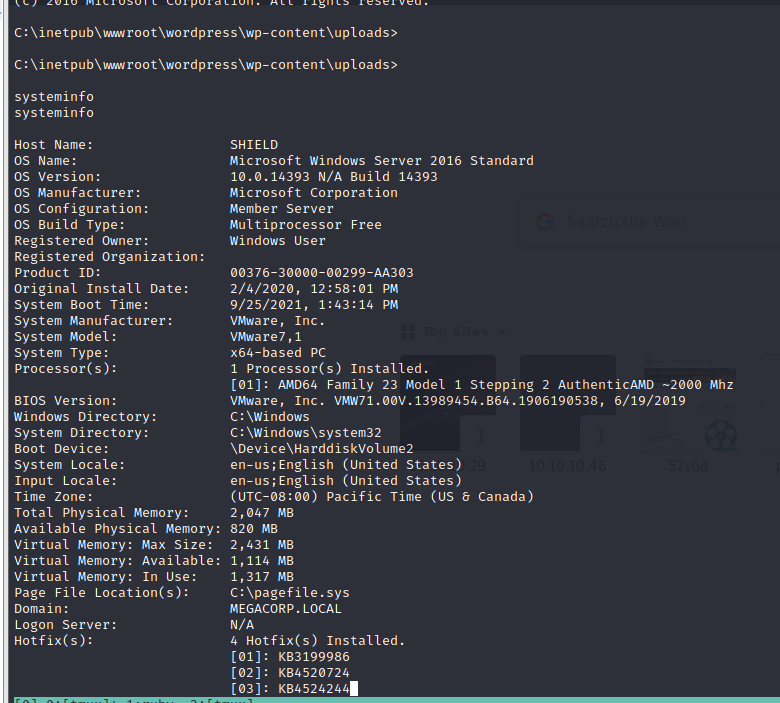 (c) 2016 Microsoft Corporation. All rights reserved.
C:\inetpub\wwwroot\wordpress\wp-content\uploads>
C:\inetpub\wwwroot\wordpress\wp-content\uploads>
systeminfo
systeminfo
Host Name: SHIELD
OS Name: Microsoft Windows Server 2016 Standard
OS Version: 10.0.14393 N/A Build 14393
OS Manufacturer: Microsoft Corporation
OS Configuration: Member Server
OS Build Type: Multiprocessor Free
Registered Owner: Windows User
Registered Organization:
Product ID: 00376-30000-00299-AA303
Original Install Date: 2/4/2020, 12:58:01 PM
System Boot Time: 9/25/2021, 1:43:14 PM
System Manufacturer: VMware, Inc.
System Model: VMware7,1
System Type: x64-based PC
Processor(s): 1 Processor(s) Installed.
[01]: AMD64 Family 23 Model 1 Stepping 2 AuthenticAMD ~2000 Mhz
BIOS Version: VMware, Inc. VMW71.00V.13989454.B64.1906190538, 6/19/2019
Windows Directory: C:\Windows
System Directory: C:\Windows\system32
Boot Device: \Device\HarddiskVolume2
System Locale: en-us;English (United States)
Input Locale: en-us;English (United States)
Time Zone: (UTC-08:00) Pacific Time (US & Canada)
Total Physical Memory: 2,047 MB
Available Physical Memory: 820 MB
Virtual Memory: Max Size: 2,431 MB
Virtual Memory: Available: 1,114 MB
Virtual Memory: In Use: 1,317 MB
Page File Location(s): C:\pagefile.sys
Domain: MEGACORP.LOCAL
Logon Server: N/A
Hotfix(s): 4 Hotfix(s) Installed.
[01]: KB3199986
[02]: KB4520724
[03]: KB4524244
Search the Web
Top Sites
1
1
10.10.10.46
52vod